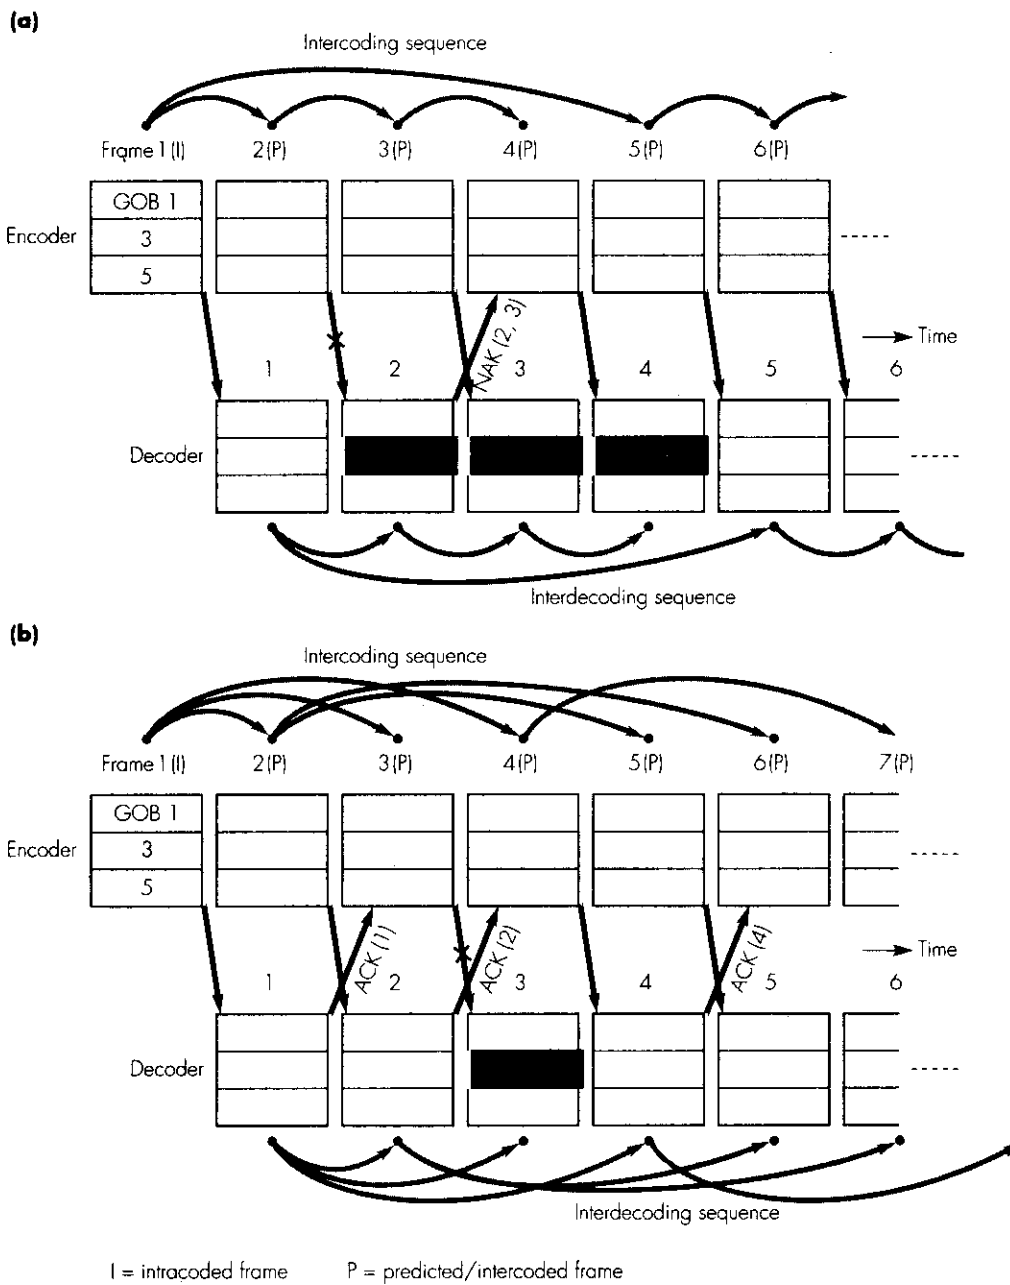 (a)
Intercoding sequence
Frame 1 (I) 2(P) 3(P) 4(P) 5(P) 6(P)
GOB 1
Encoder 3
5
NAK (2, 3)
Time
1 2 3 4 5 6
Decoder
Interdecoding sequence
(b)
Intercoding sequence
Frame 1 (I) 2(P) 3(P) 4(P) 5(P) 6(P) 7(P)
GOB 1
Encoder 3
5
ACK (1) ACK (2) ACK (4)
Time
1 2 3 4 5 6
Decoder
Interdecoding sequence
I = intracoded frame P = predicted/intercoded frame